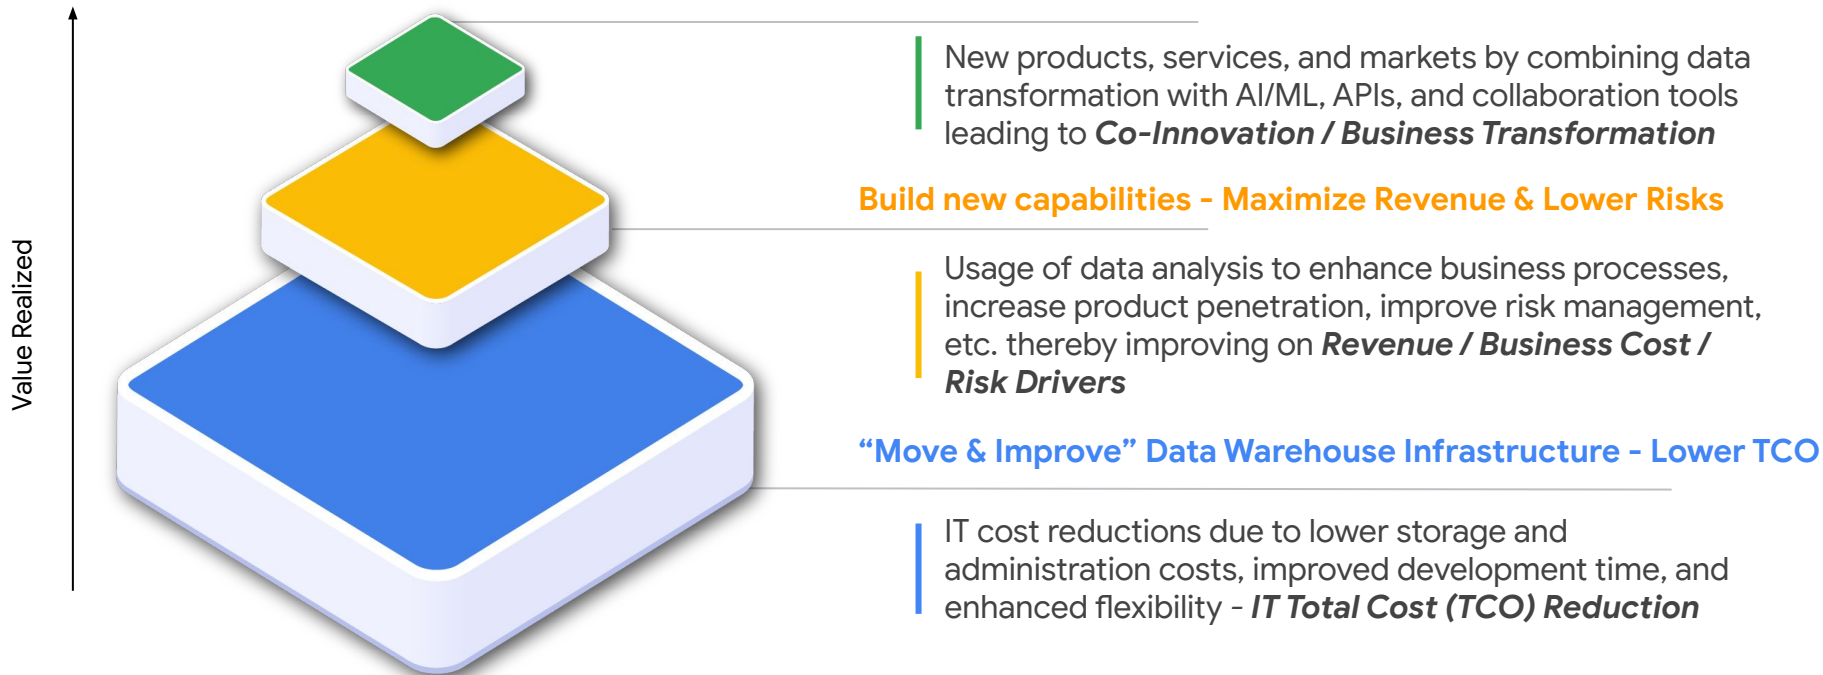 Value Realized
New products, services, and markets by combining data
transformation with AI/ML, APIs, and collaboration tools
leading to Co-Innovation / Business Transformation
Build new capabilities - Maximize Revenue & Lower Risks
Usage of data analysis to enhance business processes,
increase product penetration, improve risk management,
etc. thereby improving on Revenue / Business Cost /
Risk Drivers
“Move & Improve” Data Warehouse Infrastructure - Lower TCO
IT cost reductions due to lower storage and
administration costs, improved development time, and
enhanced flexibility - IT Total Cost (TCO) Reduction